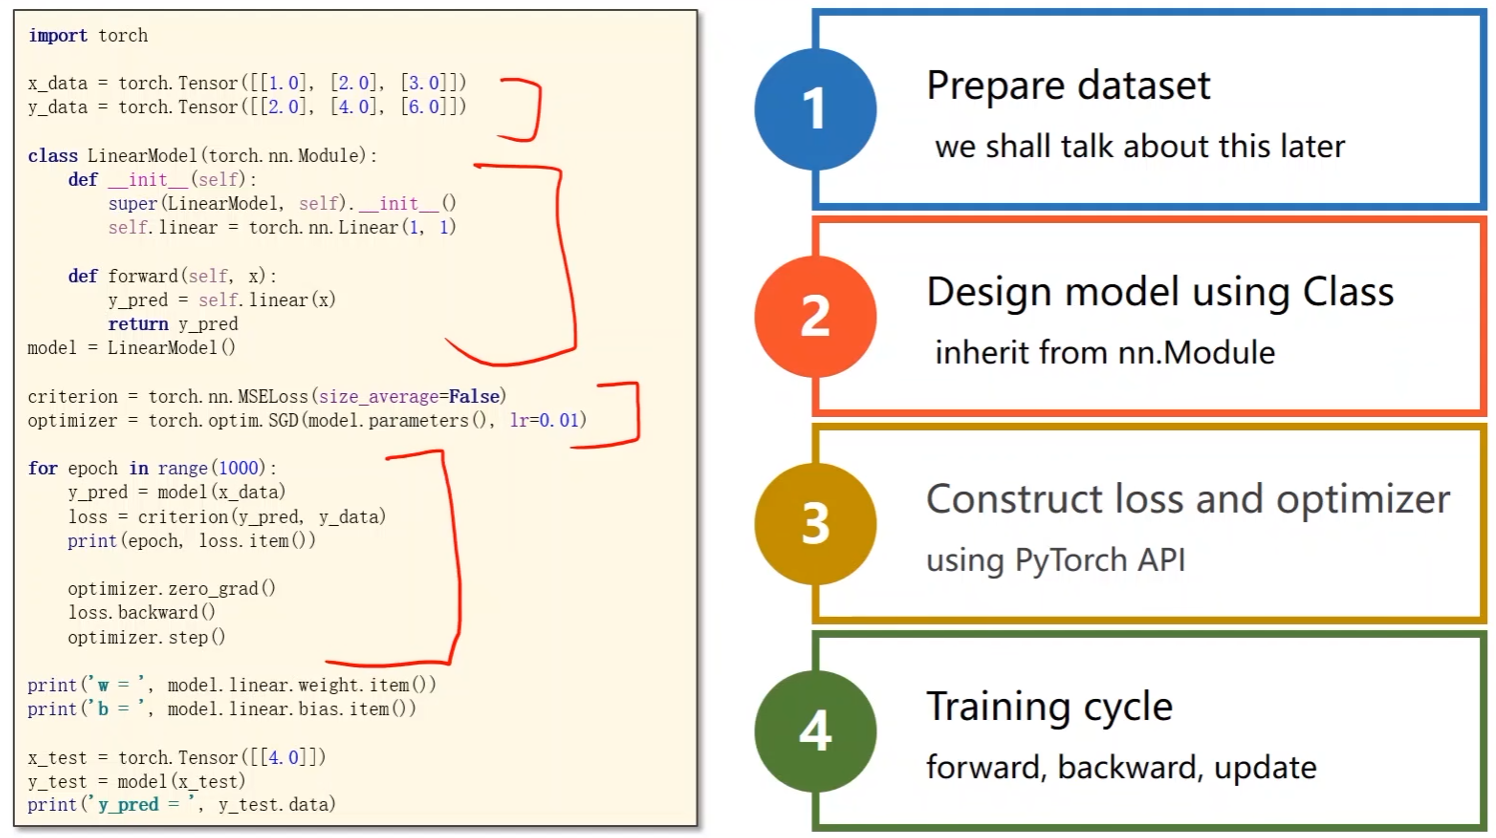 import torch
x_data = torch.Tensor([[1.0], [2.0], [3.0]])
y_data = torch.Tensor([[2.0], [4.0], [6.0]])
class LinearModel(torch.nn.Module):
    def __init__(self):
        super(LinearModel, self).__init__()
        self.linear = torch.nn.Linear(1, 1)
    def forward(self, x):
        y_pred = self.linear(x)
        return y_pred
model = LinearModel()
criterion = torch.nn.MSELoss(size_average=False)
optimizer = torch.optim.SGD(model.parameters(), lr=0.01)
for epoch in range(1000):
    y_pred = model(x_data)
    loss = criterion(y_pred, y_data)
    print(epoch, loss.item())
    optimizer.zero_grad()
    loss.backward()
    optimizer.step()
print('w = ', model.linear.weight.item())
print('b = ', model.linear.bias.item())
x_test = torch.Tensor([[4.0]])
y_test = model(x_test)
print('y_pred = ', y_test.data)
1
Prepare dataset
we shall talk about this later
2
Design model using Class
inherit from nn.Module
3
Construct loss and optimizer
using PyTorch API
4
Training cycle
forward, backward, update